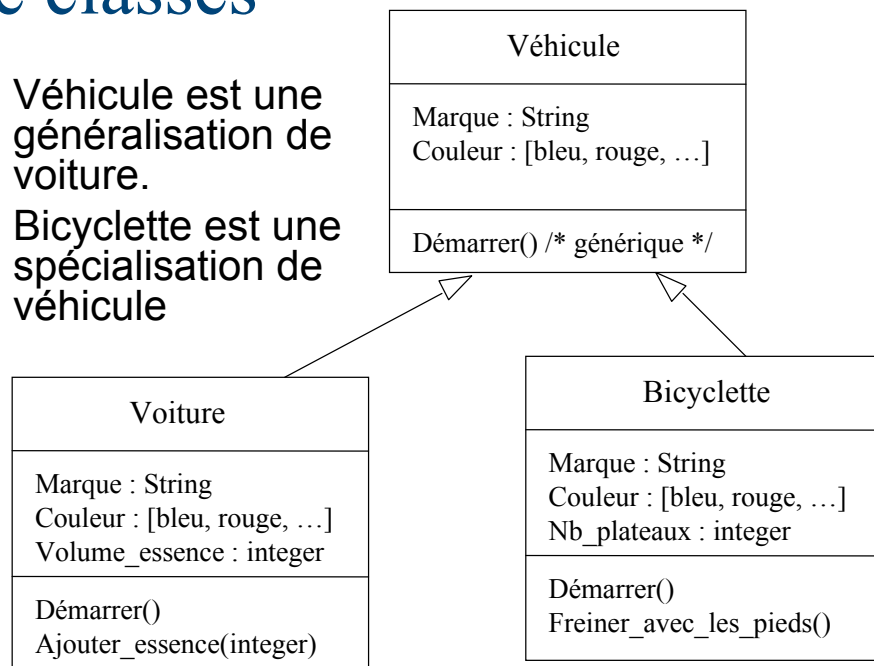 classes
Véhicule est une
généralisation de
voiture.
Bicyclette est une
spécialisation de
véhicule
Véhicule
Marque : String
Couleur : [bleu, rouge, …]
Démarrer() /* générique */
Voiture
Marque : String
Couleur : [bleu, rouge, …]
Volume_essence : integer
Démarrer()
Ajouter_essence(integer)
Bicyclette
Marque : String
Couleur : [bleu, rouge, …]
Nb_plateaux : integer
Démarrer()
Freiner_avec_les_pieds()